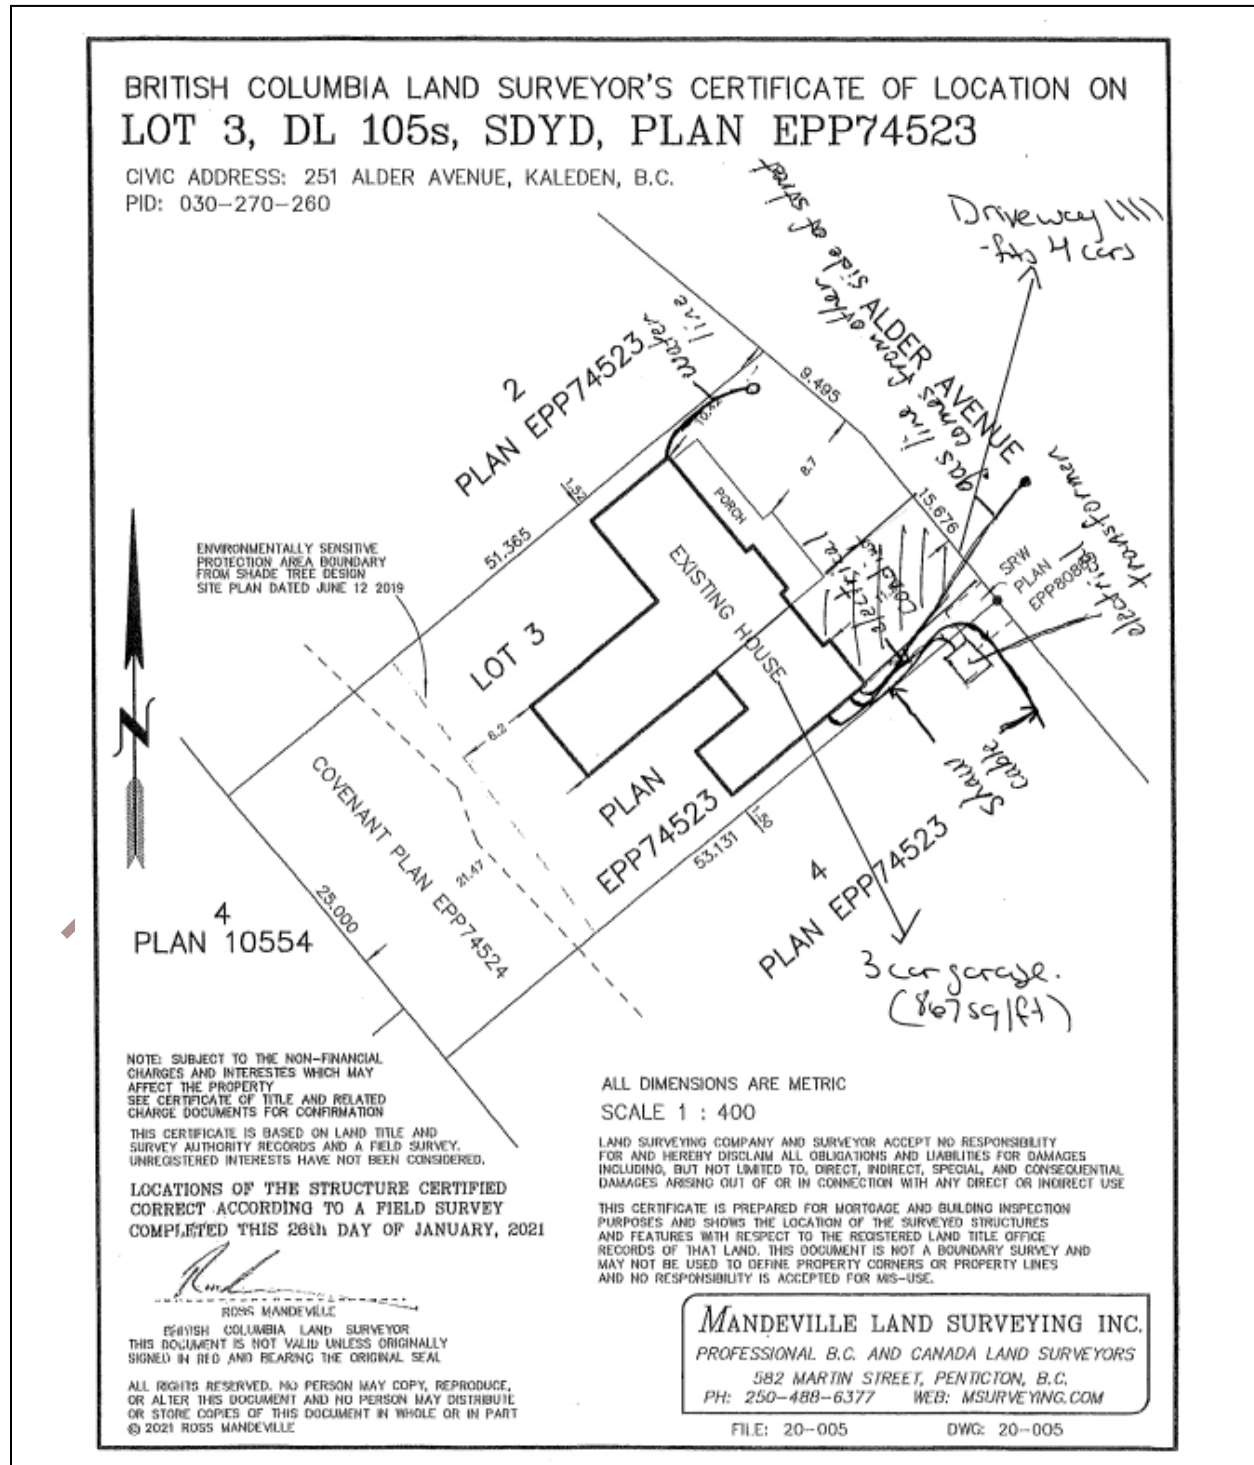 BRITISH COLUMBIA LAND SURVEYOR'S CERTIFICATE OF LOCATION ON
LOT 3, DL 105s, SDYD, PLAN EPP74523
CIVIC ADDRESS: 251 ALDER AVENUE, KALEDEN, B.C.
PID: 030-270-260
Driveway
-fits 4 cars
gas line comes from other side of street
ALDER AVENUE
water line
2
PLAN EPP74523
9.495
8.7
15.676
1.52
51.365
PORCH
EXISTING HOUSE
electrical conduit
SRW
PLAN
electrical transformer
ENVIRONMENTALLY SENSITIVE
PROTECTION AREA BOUNDARY
FROM SHADE TREE DESIGN
SITE PLAN DATED JUNE 12 2019
LOT 3
6.2
PLAN
EPP74523
53.131
1.50
shaw cable
4
PLAN EPP74523
COVENANT PLAN EPP74524
21.47
25.000
4
PLAN 10554
3 car garage.
(867 sq/ft)
N
NOTE: SUBJECT TO THE NON-FINANCIAL
CHARGES AND INTERESTES WHICH MAY
AFFECT THE PROPERTY
SEE CERTIFICATE OF TITLE AND RELATED
CHARGE DOCUMENTS FOR CONFIRMATION
THIS CERTIFICATE IS BASED ON LAND TITLE AND
SURVEY AUTHORITY RECORDS AND A FIELD SURVEY.
UNREGISTERED INTERESTS HAVE NOT BEEN CONSIDERED.
LOCATIONS OF THE STRUCTURE CERTIFIED
CORRECT ACCORDING TO A FIELD SURVEY
COMPLETED THIS 26th DAY OF JANUARY, 2021
ROSS MANDEVILLE
BRITISH COLUMBIA LAND SURVEYOR
THIS DOCUMENT IS NOT VALID UNLESS ORIGINALLY
SIGNED IN RED AND BEARING THE ORIGINAL SEAL
ALL RIGHTS RESERVED. NO PERSON MAY COPY, REPRODUCE,
OR ALTER THIS DOCUMENT AND NO PERSON MAY DISTRIBUTE
OR STORE COPIES OF THIS DOCUMENT IN WHOLE OR IN PART
© 2021 ROSS MANDEVILLE
ALL DIMENSIONS ARE METRIC
SCALE 1 : 400
LAND SURVEYING COMPANY AND SURVEYOR ACCEPT NO RESPONSIBILITY
FOR AND HEREBY DISCLAIM ALL OBLIGATIONS AND LIABILITIES FOR DAMAGES
INCLUDING, BUT NOT LIMITED TO, DIRECT, INDIRECT, SPECIAL, AND CONSEQUENTIAL
DAMAGES ARISING OUT OF OR IN CONNECTION WITH ANY DIRECT OR INDIRECT USE
THIS CERTIFICATE IS PREPARED FOR MORTGAGE AND BUILDING INSPECTION
PURPOSES AND SHOWS THE LOCATION OF THE SURVEYED STRUCTURES
AND FEATURES WITH RESPECT TO THE REGISTERED LAND TITLE OFFICE
RECORDS OF THAT LAND. THIS DOCUMENT IS NOT A BOUNDARY SURVEY AND
MAY NOT BE USED TO DEFINE PROPERTY CORNERS OR PROPERTY LINES
AND NO RESPONSIBILITY IS ACCEPTED FOR MIS-USE.
MANDEVILLE LAND SURVEYING INC.
PROFESSIONAL B.C. AND CANADA LAND SURVEYORS
582 MARTIN STREET, PENTICTON, B.C.
PH: 250-488-6377 WEB: MSURVEYING.COM
FILE: 20-005 DWG: 20-005